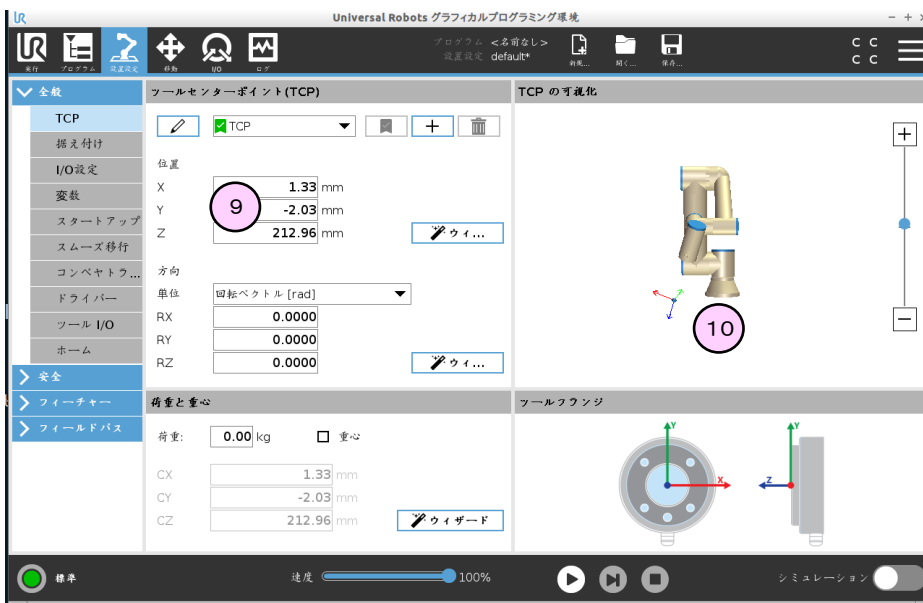 UR
Universal Robots グラフィカルプログラミング環境
実行
プログラム
設置設定
移動
I/O
ログ
プログラム <名前なし>
設置設定 default*
新規...
開く...
保存...
C C
C C
全般
TCP
据え付け
I/O設定
変数
スタートアップ
スムーズ移行
コンベヤトラ...
ドライバー
ツール I/O
ホーム
安全
フィーチャー
フィールドバス
ツールセンターポイント(TCP)
TCP
位置
X 1.33 mm
Y -2.03 mm
Z 212.96 mm
9
ウィ...
方向
単位 回転ベクトル [rad]
RX 0.0000
RY 0.0000
RZ 0.0000
ウィ...
TCP の可視化
10
荷重と重心
荷重: 0.00 kg 重心
CX 1.33 mm
CY -2.03 mm
CZ 212.96 mm
ウィザード
ツールフランジ
Y
X
Y
Z
標準
速度 100%
シミュレーション